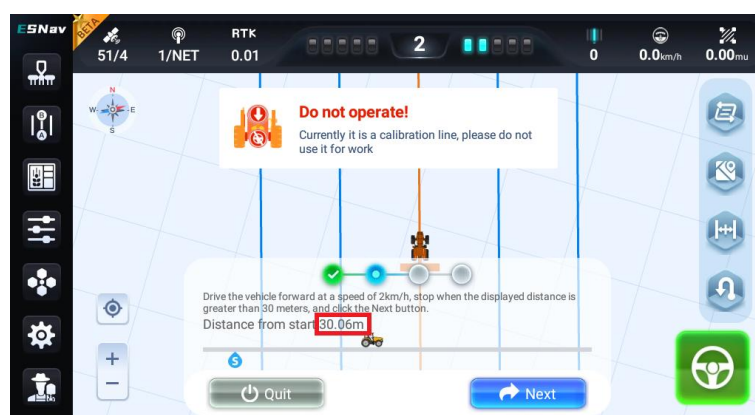 ESNav
BETA
51/4
1/NET
RTK
0.01
2
0
0.0km/h
0.00mu
N
W
E
S
Do not operate!
Currently it is a calibration line, please do not
use it for work
Drive the vehicle forward at a speed of 2km/h, stop when the displayed distance is
greater than 30 meters, and click the Next button.
Distance from start 30.06m
S
Quit
Next
B
A
+
−
No